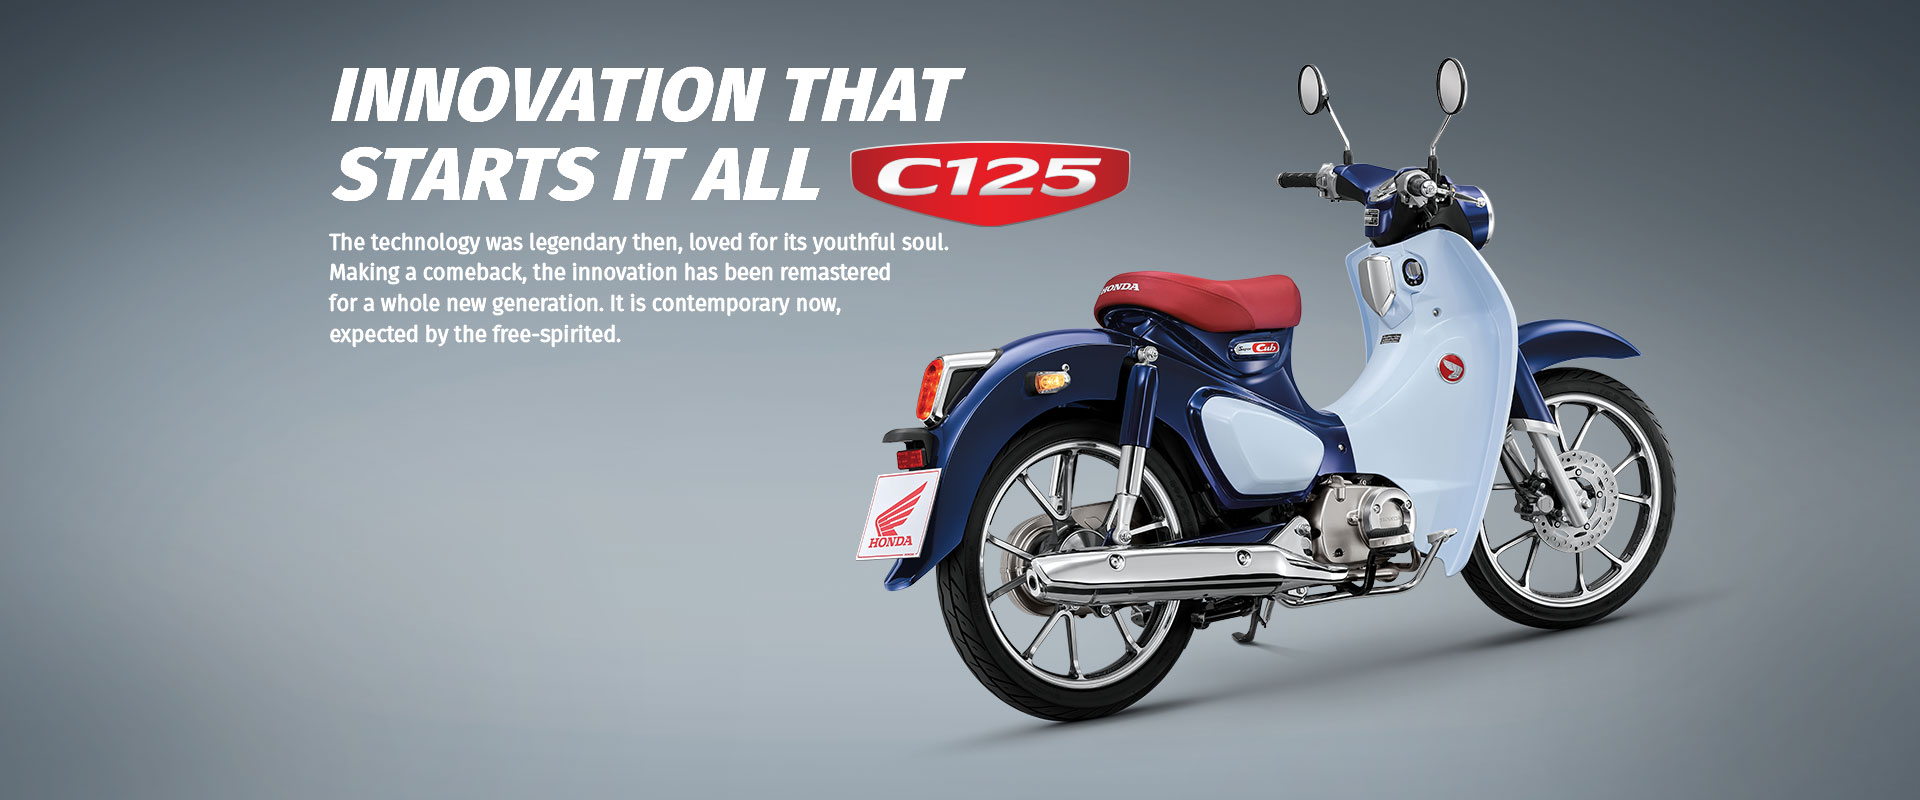 INNOVATION THAT
STARTS IT ALL C125
The technology was legendary then, loved for its youthful soul.
Making a comeback, the innovation has been remastered
for a whole new generation. It is contemporary now,
expected by the free-spirited.
HONDA
Super Cub
HONDA